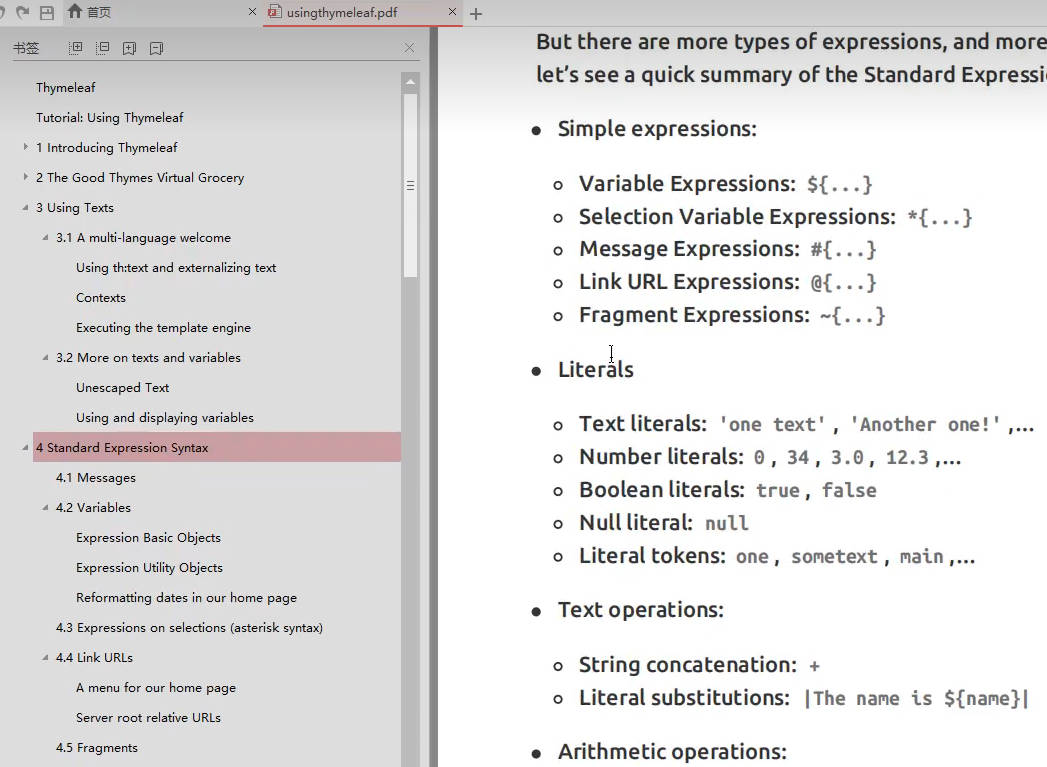 首页
usingthymeleaf.pdf
书签
Thymeleaf
Tutorial: Using Thymeleaf
1 Introducing Thymeleaf
2 The Good Thymes Virtual Grocery
3 Using Texts
3.1 A multi-language welcome
Using th:text and externalizing text
Contexts
Executing the template engine
3.2 More on texts and variables
Unescaped Text
Using and displaying variables
4 Standard Expression Syntax
4.1 Messages
4.2 Variables
Expression Basic Objects
Expression Utility Objects
Reformatting dates in our home page
4.3 Expressions on selections (asterisk syntax)
4.4 Link URLs
A menu for our home page
Server root relative URLs
4.5 Fragments
But there are more types of expressions, and more
let’s see a quick summary of the Standard Expressi
• Simple expressions:
◦ Variable Expressions: ${...}
◦ Selection Variable Expressions: *{...}
◦ Message Expressions: #{...}
◦ Link URL Expressions: @{...}
◦ Fragment Expressions: ~{...}
• Literals
◦ Text literals: 'one text', 'Another one!',…
◦ Number literals: 0, 34, 3.0, 12.3,…
◦ Boolean literals: true, false
◦ Null literal: null
◦ Literal tokens: one, sometext, main,…
• Text operations:
◦ String concatenation: +
◦ Literal substitutions: |The name is ${name}|
• Arithmetic operations: